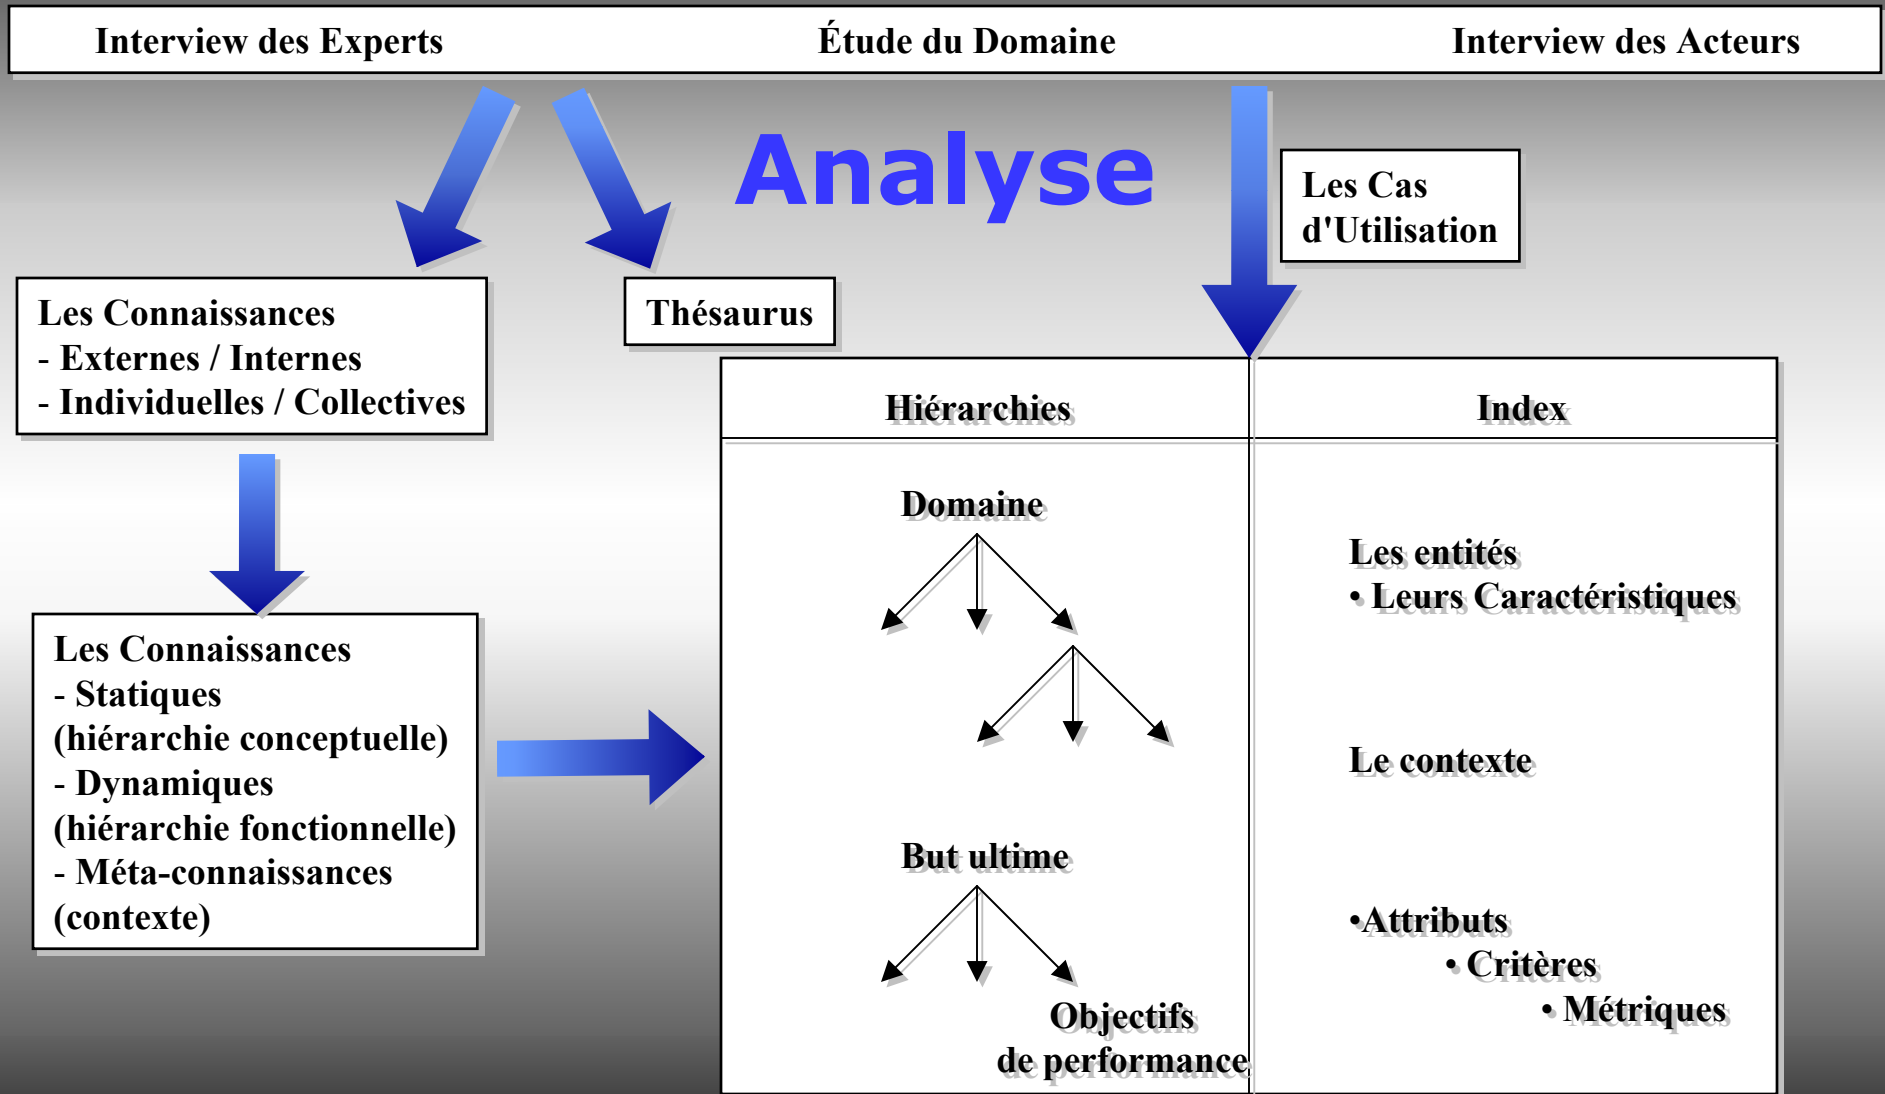 Interview des Experts
Étude du Domaine
Interview des Acteurs
Analyse
Les Cas
d'Utilisation
Les Connaissances
- Externes / Internes
- Individuelles / Collectives
Thésaurus
Hiérarchies
Index
Domaine
Les entités
• Leurs Caractéristiques
Les Connaissances
- Statiques
(hiérarchie conceptuelle)
- Dynamiques
(hiérarchie fonctionnelle)
- Méta-connaissances
(contexte)
Le contexte
But ultime
•Attributs
• Critères
• Métriques
Objectifs
de performance